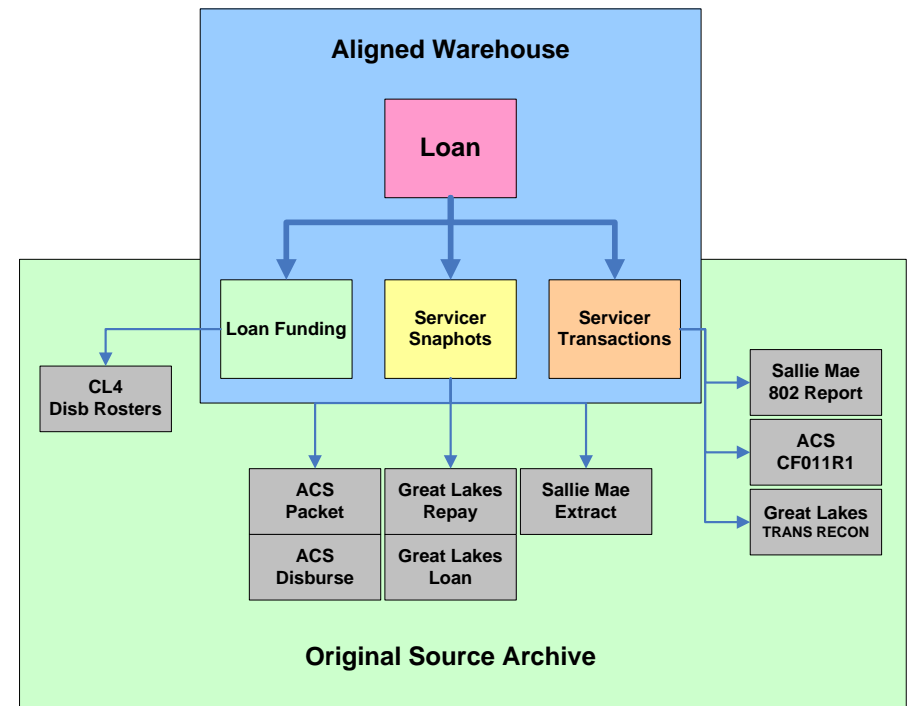 Aligned Warehouse
Loan
Loan Funding
Servicer
Snaphots
Servicer
Transactions
CL4
Disb Rosters
Sallie Mae
802 Report
ACS
CF011R1
Great Lakes
TRANS RECON
ACS
Packet
Great Lakes
Repay
Sallie Mae
Extract
ACS
Disburse
Great Lakes
Loan
Original Source Archive